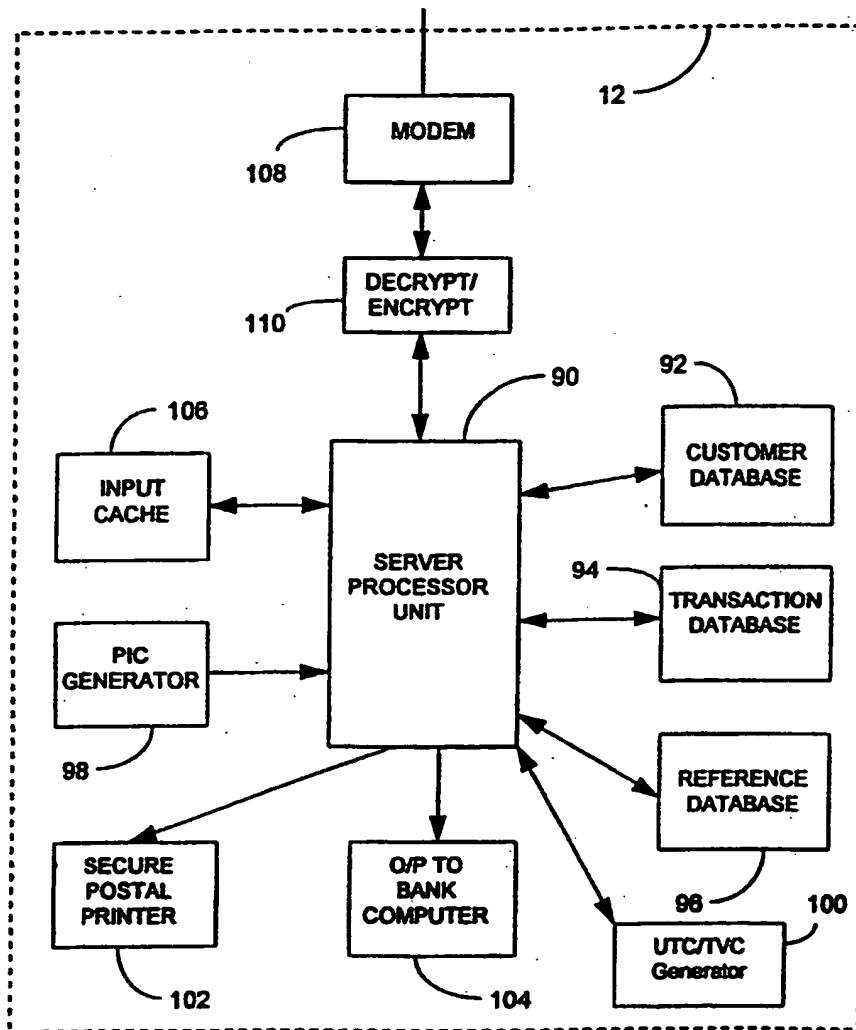 12
MODEM
108
DECRYPT/
ENCRYPT
110
90
92
106
INPUT
CACHE
CUSTOMER
DATABASE
SERVER
PROCESSOR
UNIT
94
TRANSACTION
DATABASE
PIC
GENERATOR
98
REFERENCE
DATABASE
96
SECURE
POSTAL
PRINTER
102
O/P TO
BANK
COMPUTER
104
100
UTC/TVC
Generator